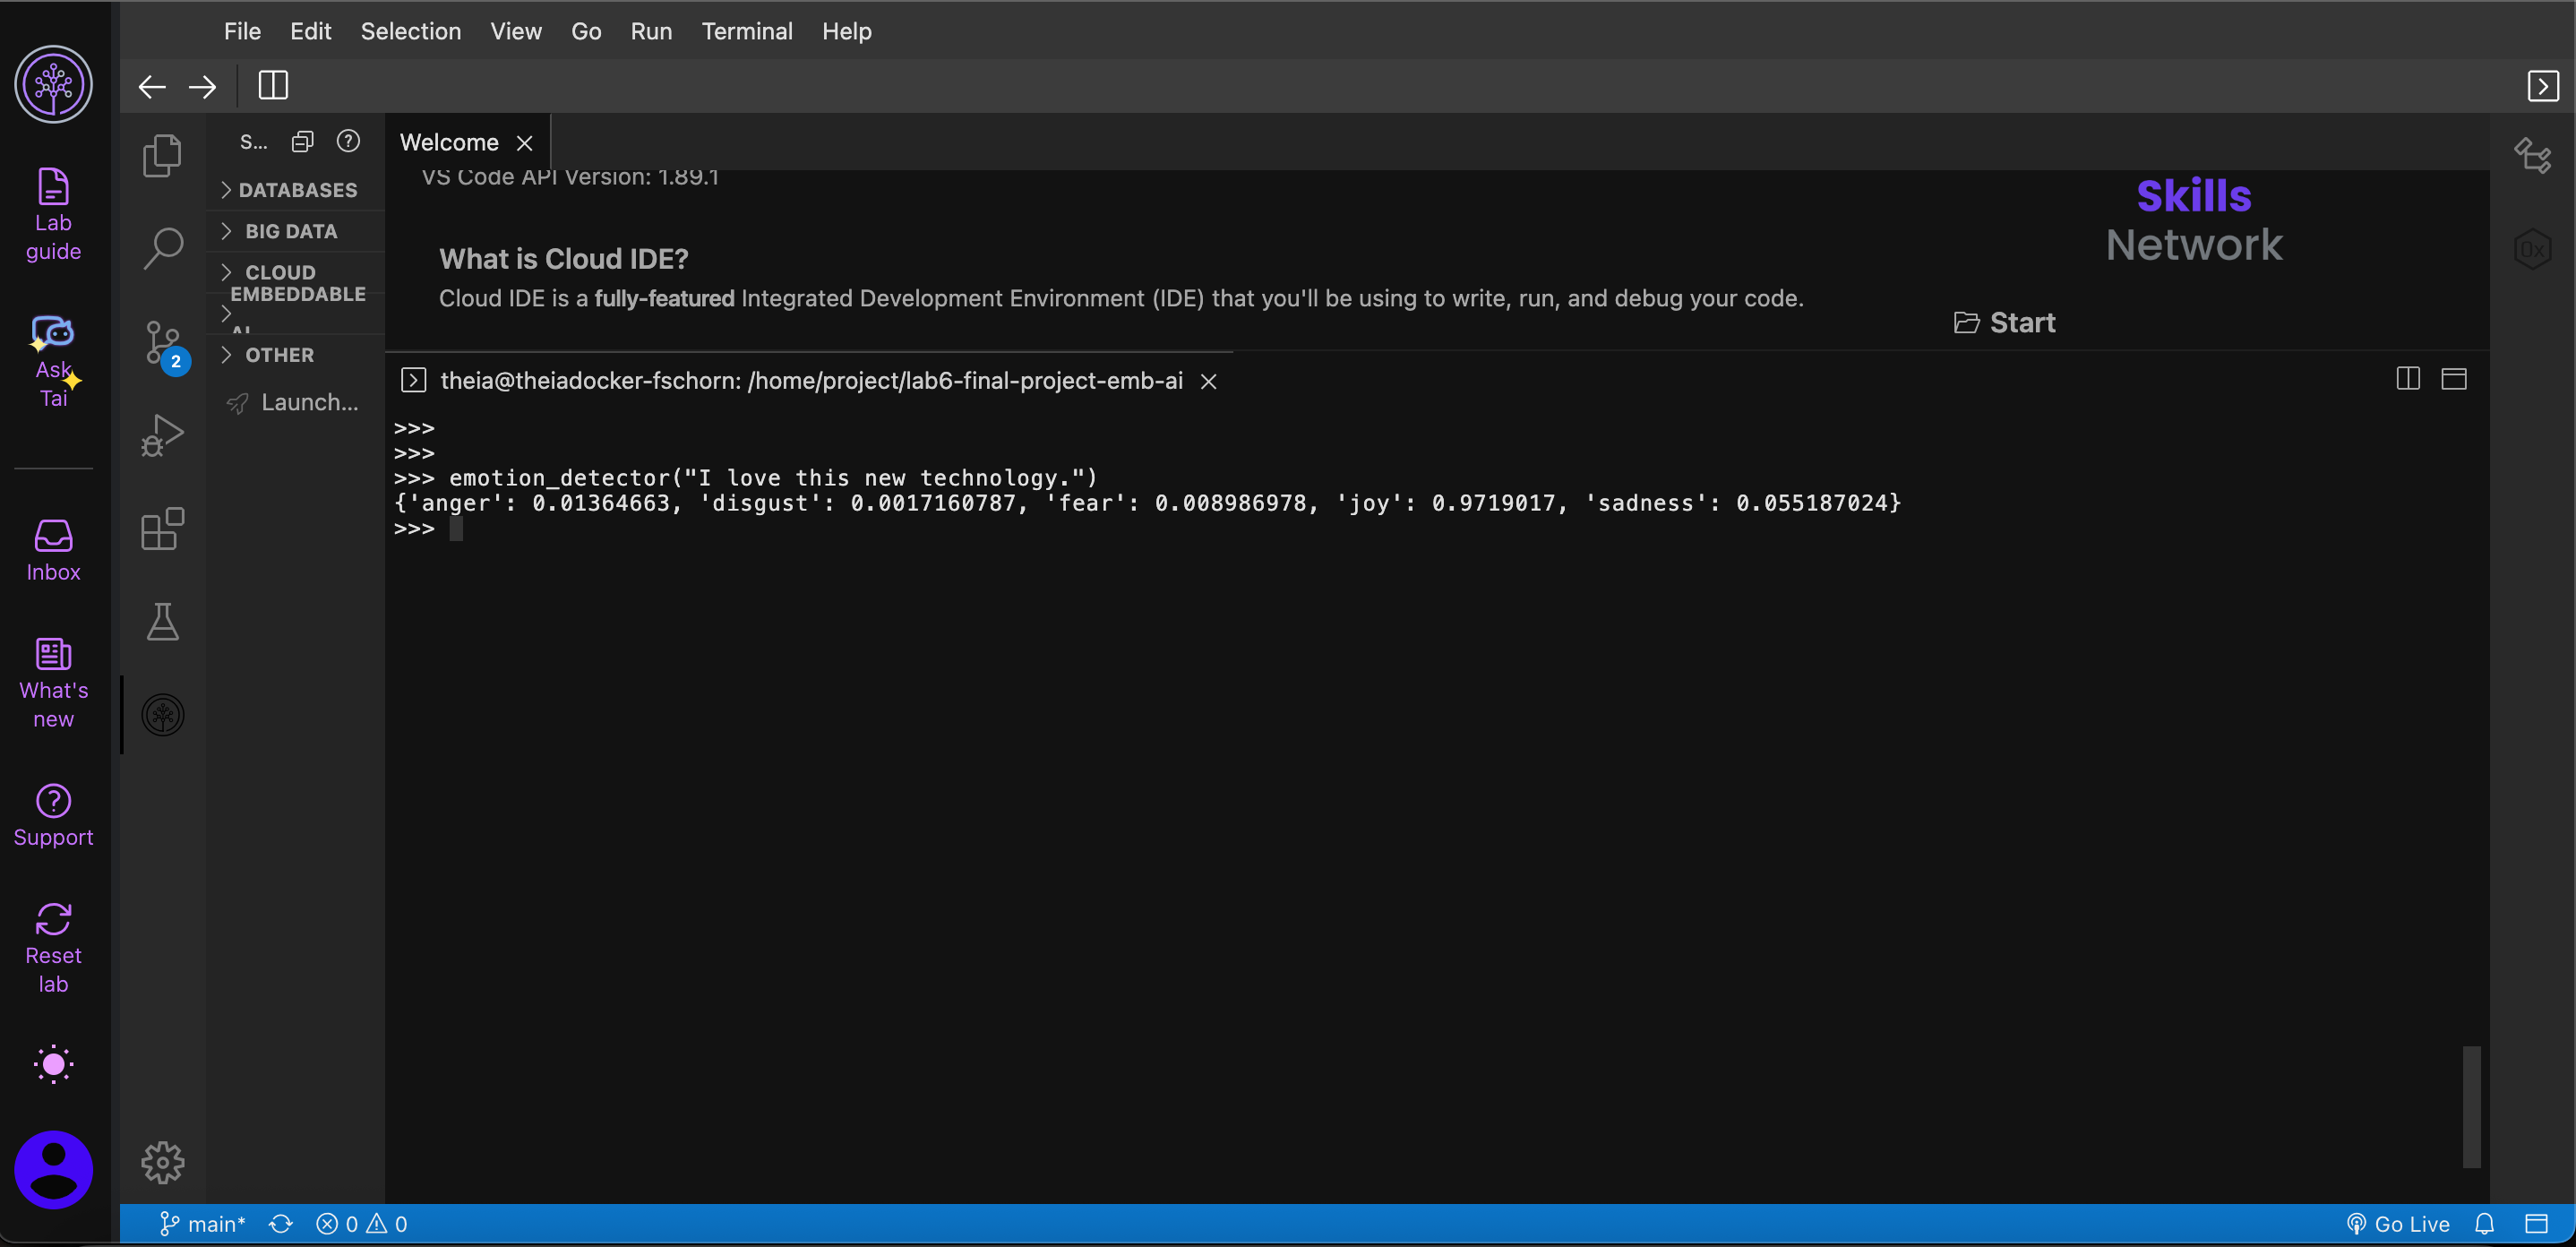 File Edit Selection View Go Run Terminal Help
Lab
guide
Ask
Tai
Inbox
What's
new
Support
Reset
lab
S...
DATABASES
BIG DATA
CLOUD
EMBEDDABLE
AI
OTHER
Launch...
2
Welcome
VS Code API Version: 1.89.1
What is Cloud IDE?
Cloud IDE is a fully-featured Integrated Development Environment (IDE) that you'll be using to write, run, and debug your code.
Skills
Network
Start
theia@theiadocker-fschorn: /home/project/lab6-final-project-emb-ai
>>>
>>>
>>> emotion_detector("I love this new technology.")
{'anger': 0.01364663, 'disgust': 0.0017160787, 'fear': 0.008986978, 'joy': 0.9719017, 'sadness': 0.055187024}
>>>
0x
main* 0 0
Go Live